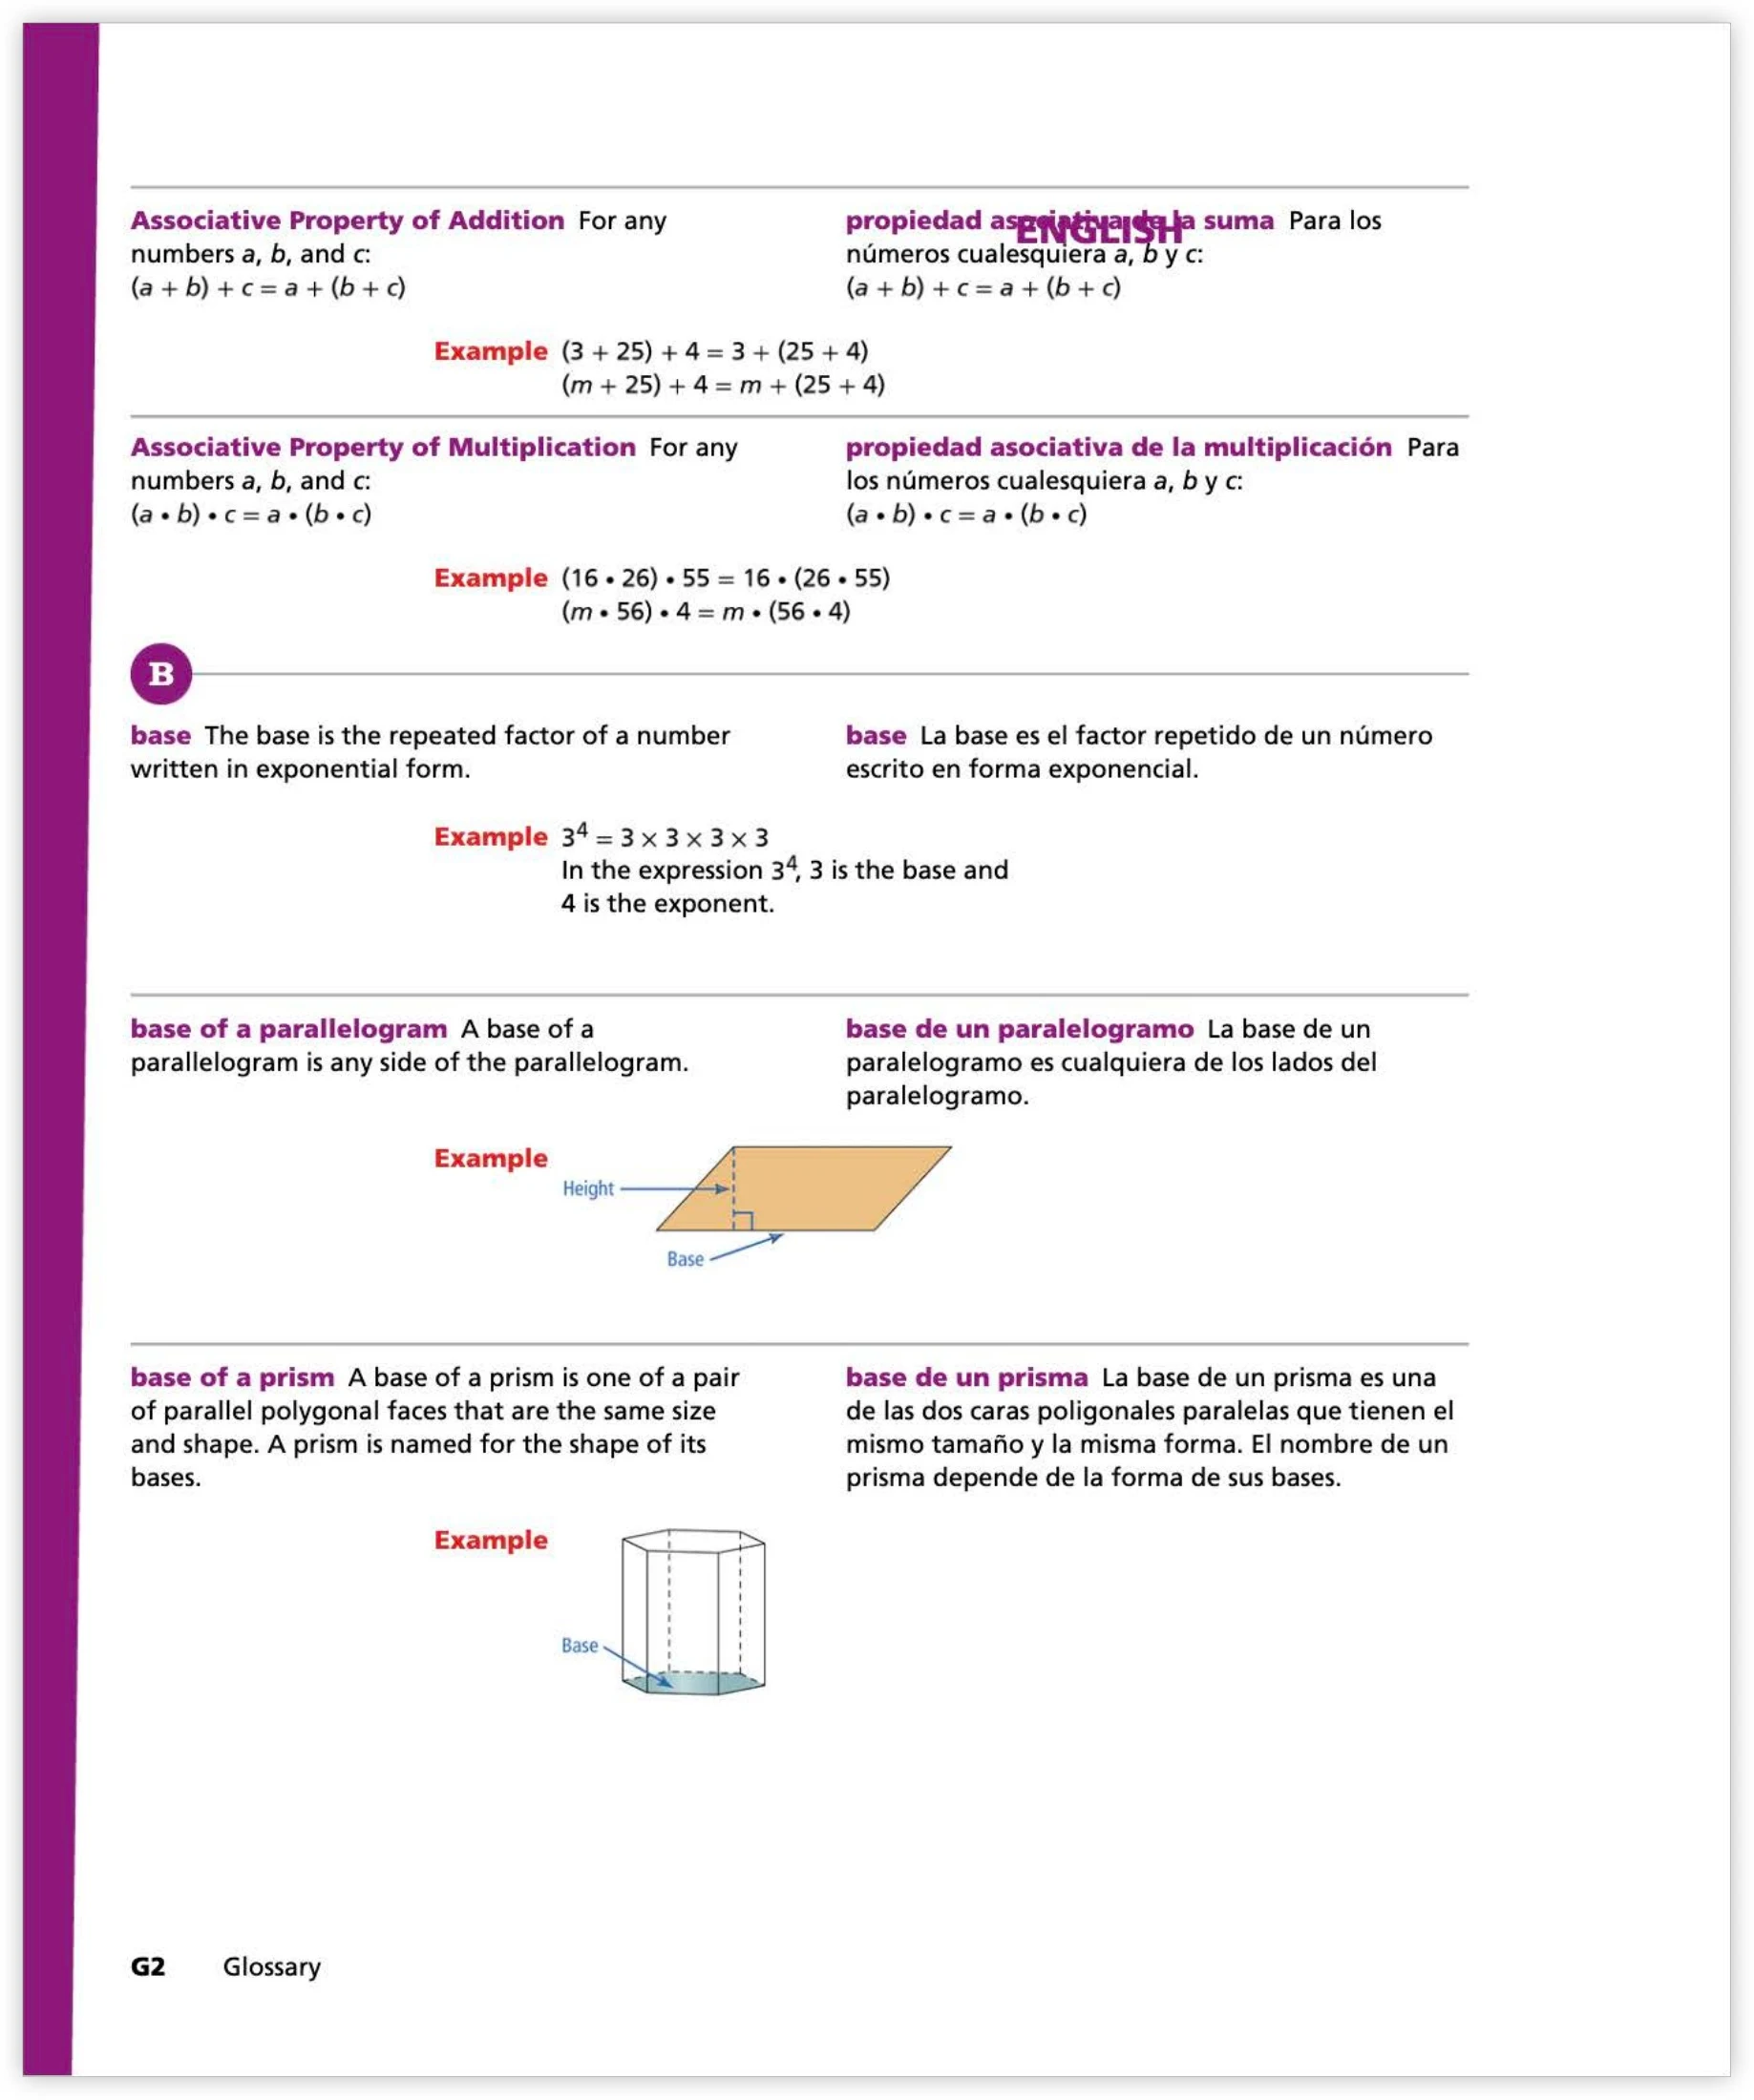 ENGLISH
Associative Property of Addition For any
numbers a, b, and c:
(a + b) + c = a + (b + c)
propiedad asociativa de la suma Para los
números cualesquiera a, b y c:
(a + b) + c = a + (b + c)
Example (3 + 25) + 4 = 3 + (25 + 4)
(m + 25) + 4 = m + (25 + 4)
Associative Property of Multiplication For any
numbers a, b, and c:
(a • b) • c = a • (b • c)
propiedad asociativa de la multiplicación Para
los números cualesquiera a, b y c:
(a • b) • c = a • (b • c)
Example (16 • 26) • 55 = 16 • (26 • 55)
(m • 56) • 4 = m • (56 • 4)
B
base The base is the repeated factor of a number
written in exponential form.
base La base es el factor repetido de un número
escrito en forma exponencial.
Example 3⁴ = 3 × 3 × 3 × 3
In the expression 3⁴, 3 is the base and
4 is the exponent.
base of a parallelogram A base of a
parallelogram is any side of the parallelogram.
base de un paralelogramo La base de un
paralelogramo es cualquiera de los lados del
paralelogramo.
Example
Height
Base
base of a prism A base of a prism is one of a pair
of parallel polygonal faces that are the same size
and shape. A prism is named for the shape of its
bases.
base de un prisma La base de un prisma es una
de las dos caras poligonales paralelas que tienen el
mismo tamaño y la misma forma. El nombre de un
prisma depende de la forma de sus bases.
Example
Base
G2 Glossary